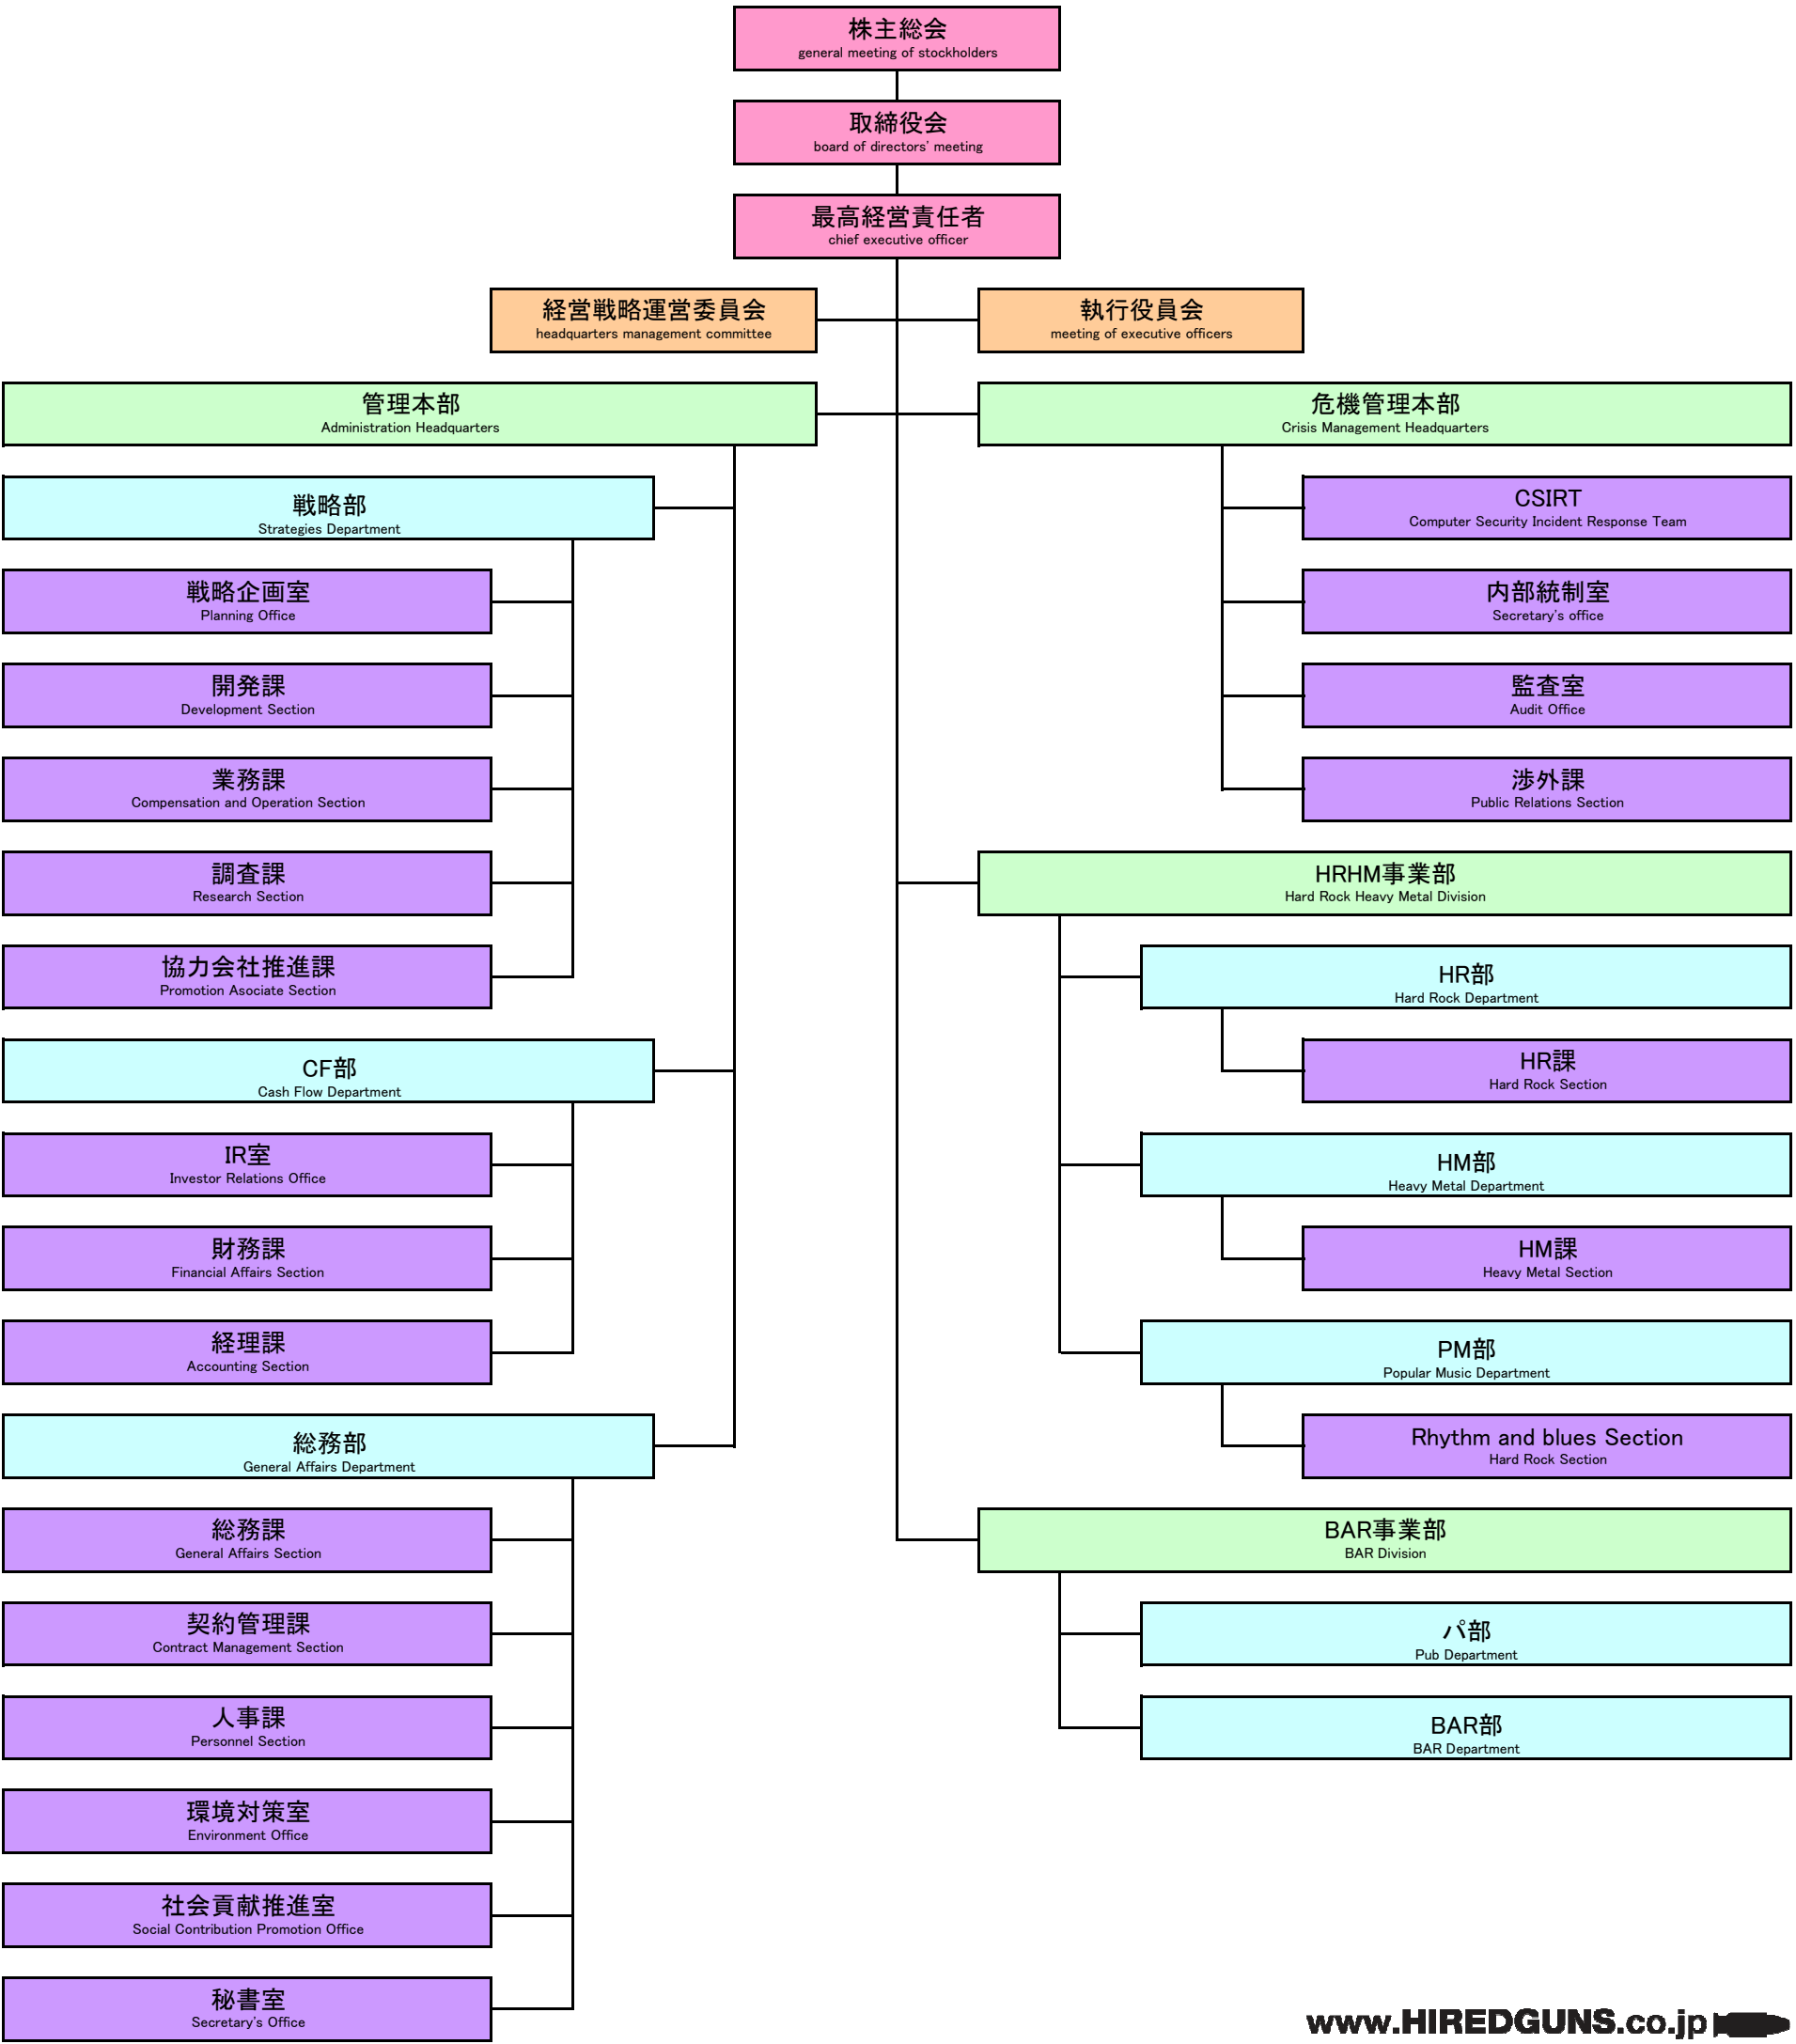 株主総会
general meeting of stockholders
取締役会
board of directors' meeting
最高経営責任者
chief executive officer
経営戦略運営委員会
headquarters management committee
執行役員会
meeting of executive officers
管理本部
Administration Headquarters
危機管理本部
Crisis Management Headquarters
戦略部
Strategies Department
戦略企画室
Planning Office
開発課
Development Section
業務課
Compensation and Operation Section
調査課
Research Section
協力会社推進課
Promotion Asociate Section
CF部
Cash Flow Department
IR室
Investor Relations Office
財務課
Financial Affairs Section
経理課
Accounting Section
総務部
General Affairs Department
総務課
General Affairs Section
契約管理課
Contract Management Section
人事課
Personnel Section
環境対策室
Environment Office
社会貢献推進室
Social Contribution Promotion Office
秘書室
Secretary's Office
CSIRT
Computer Security Incident Response Team
内部統制室
Secretary's office
監査室
Audit Office
渉外課
Public Relations Section
HRHM事業部
Hard Rock Heavy Metal Division
HR部
Hard Rock Department
HR課
Hard Rock Section
HM部
Heavy Metal Department
HM課
Heavy Metal Section
PM部
Popular Music Department
Rhythm and blues Section
Hard Rock Section
BAR事業部
BAR Division
パ部
Pub Department
BAR部
BAR Department
www.HIREDGUNS.co.jp